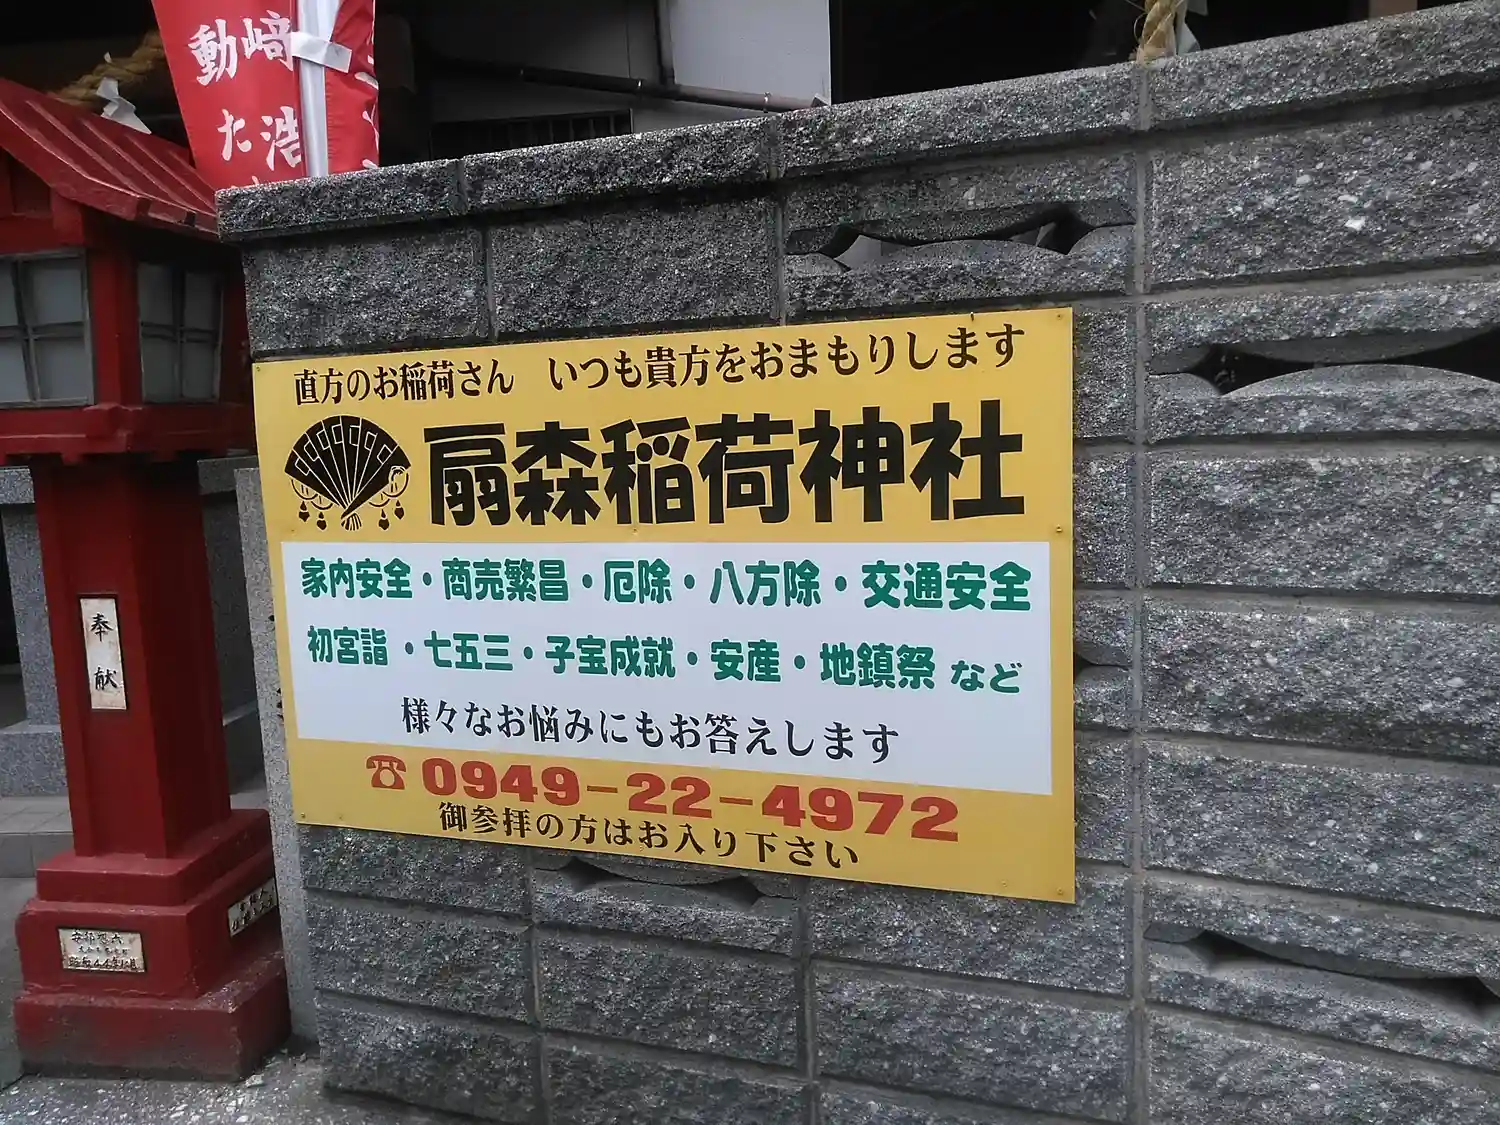 動﨑
た浩
直方のお稲荷さん　いつも貴方をおまもりします
扇森稲荷神社
家内安全・商売繁昌・厄除・八方除・交通安全
初宮詣・七五三・子宝成就・安産・地鎮祭 など
様々なお悩みにもお答えします
☎ 0949-22-4972
御参拝の方はお入り下さい
奉献